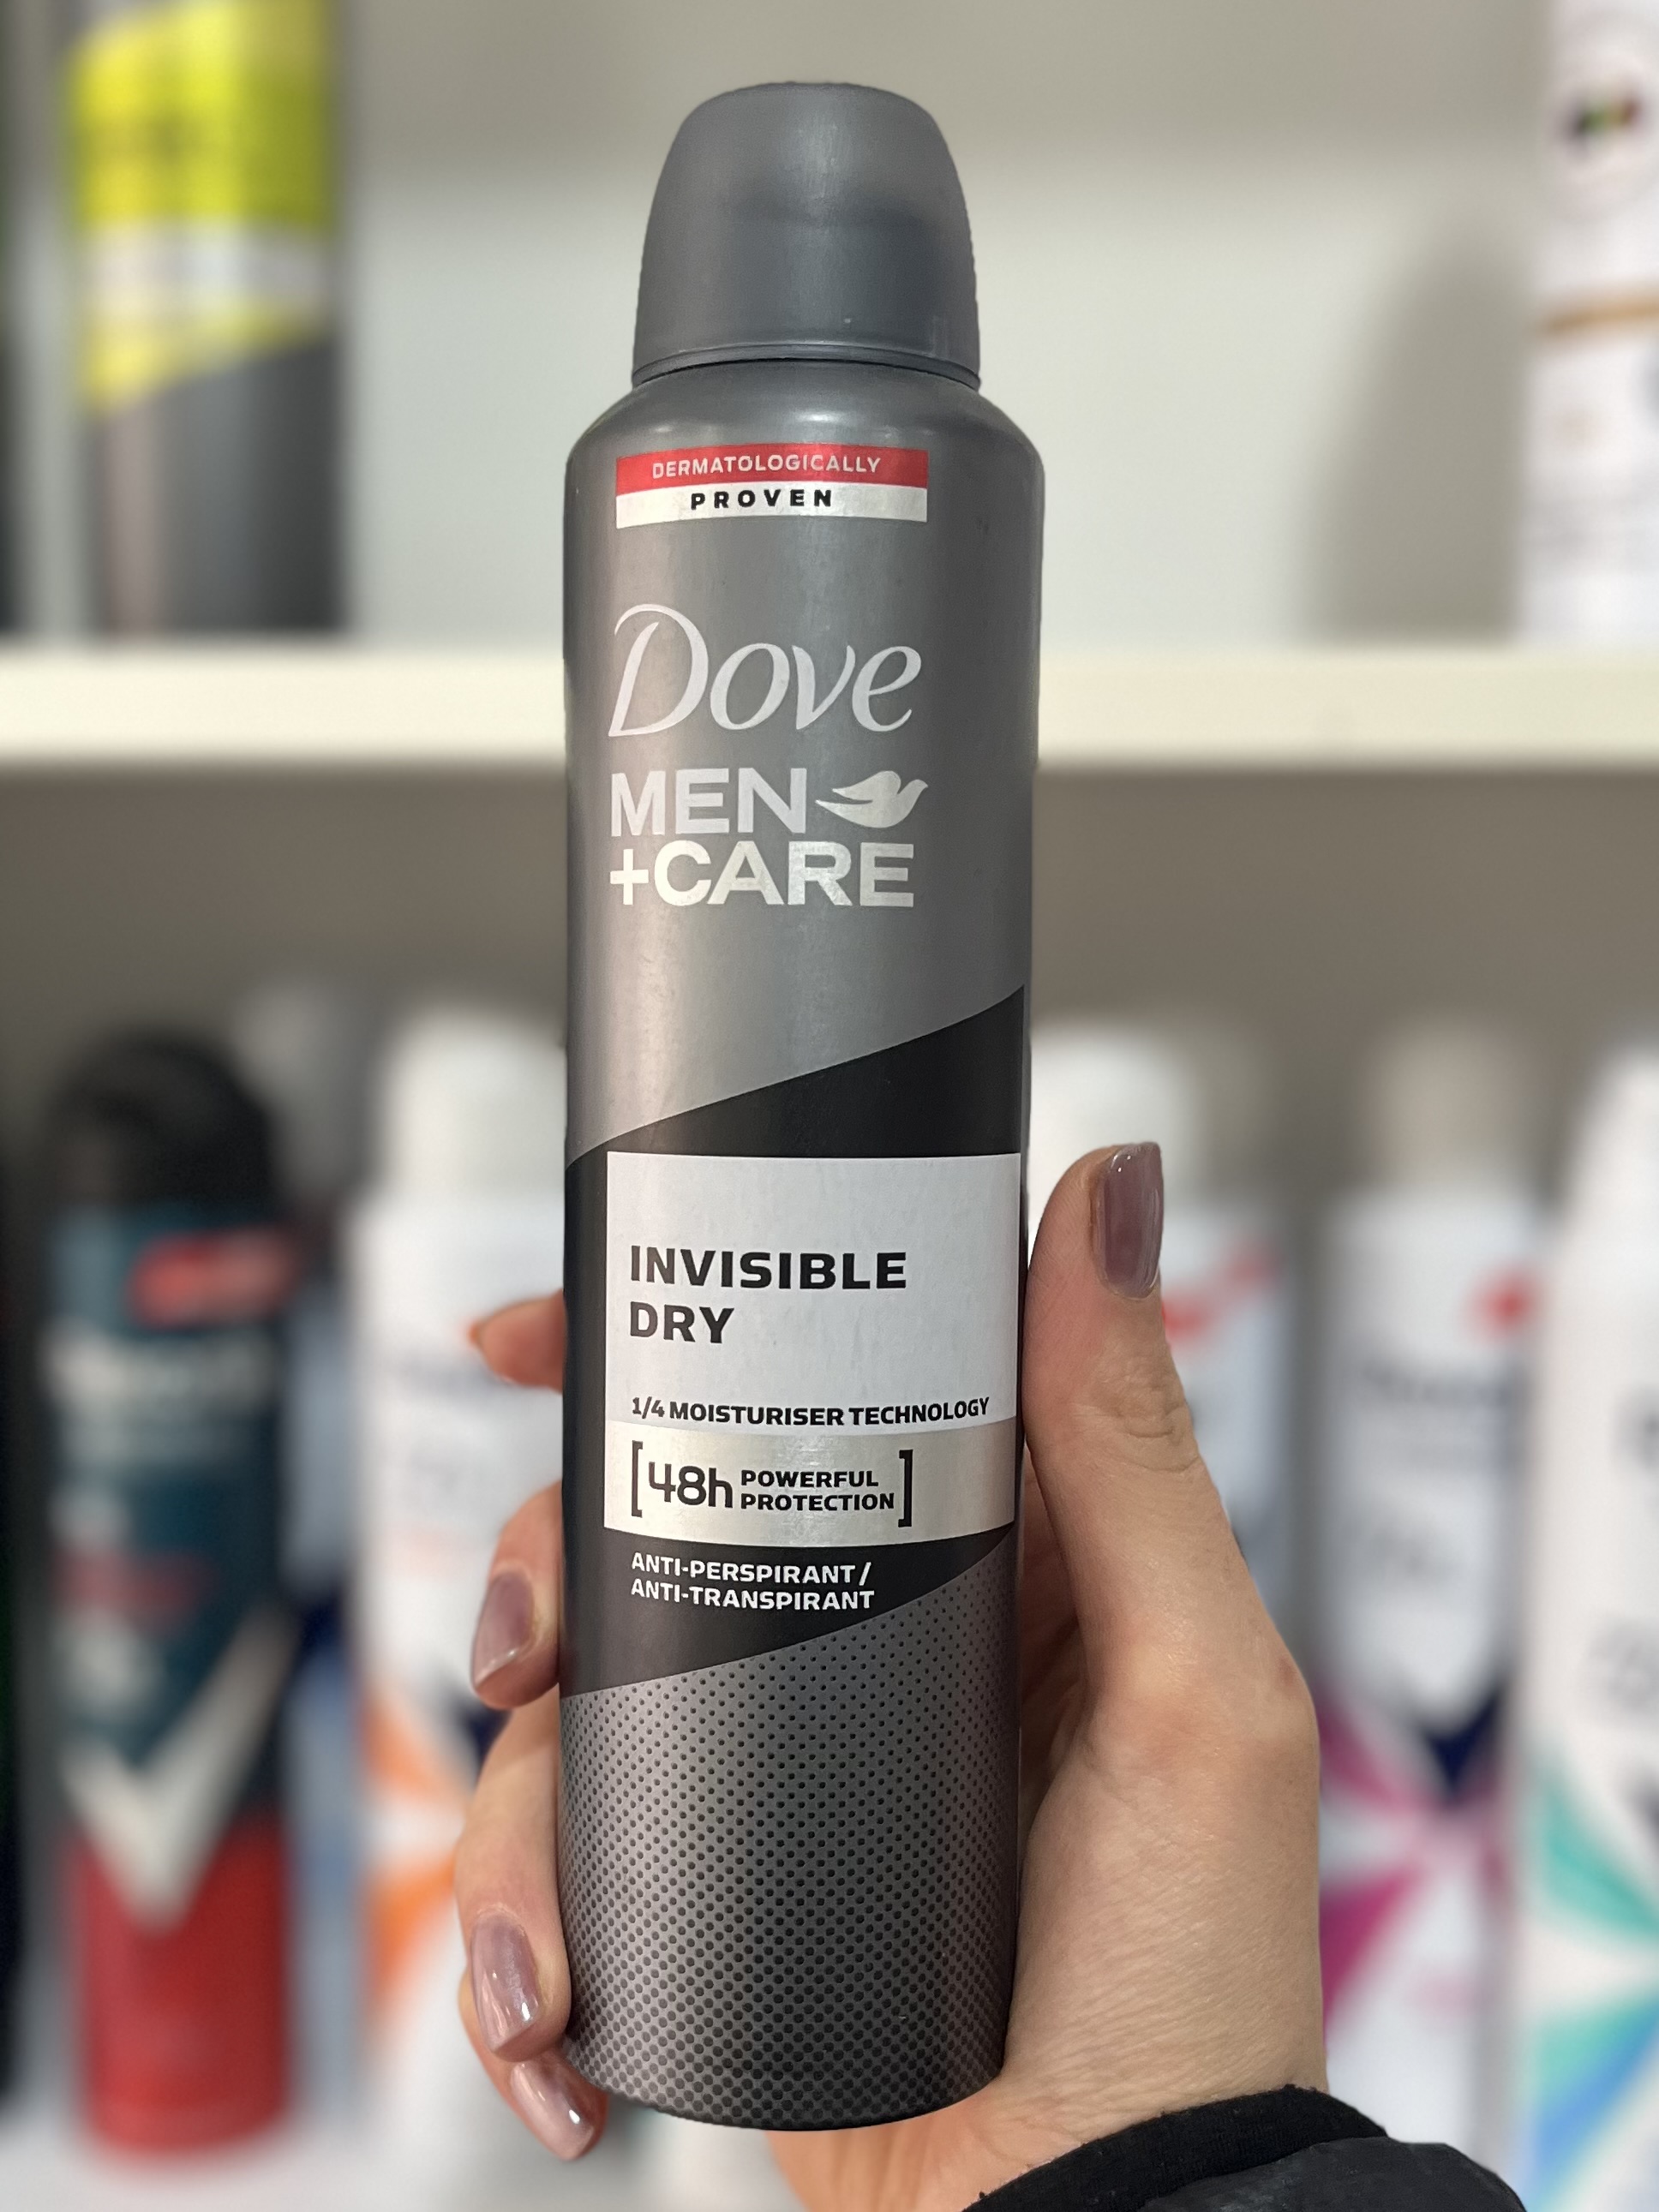 DERMATOLOGICALLY
PROVEN
Dove
MEN
+CARE
INVISIBLE
DRY
1/4 MOISTURISER TECHNOLOGY
[48h POWERFUL
PROTECTION]
ANTI-PERSPIRANT/
ANTI-TRANSPIRANT